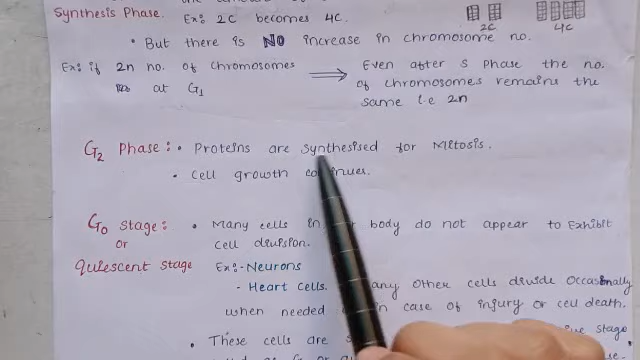 Synthesis Phase. Ex: 2C becomes 4C.
2C 4C
• But there is NO increase in chromosome no.
Ex: if 2n no. of chromosomes at G1 ⟹ Even after S phase the no. of chromosomes remains the same i.e 2n
G2 Phase: • Proteins are synthesised for Mitosis.
• Cell growth
G0 stage: • Many cells in body do not appear to Exhibit
or cell division.
Quiescent stage Ex:- Neurons
- Heart cells. any other cells divide occasionally
when needed in case of injury or cell death.
• These cells are stage